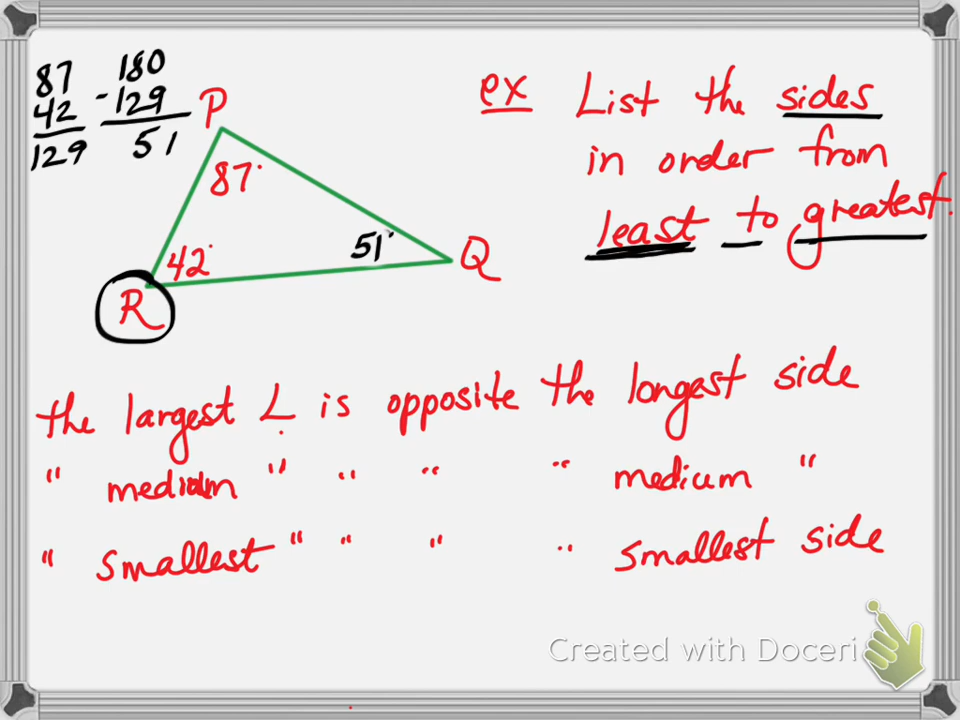 87
42
129
180
- 129
51
P
87°
42°
51°
R
Q
ex List the sides
in order from
least to greatest.
the largest ∠ is opposite the longest side
" medium " " " " medium "
" smallest " " " " smallest side
Created with Doceri